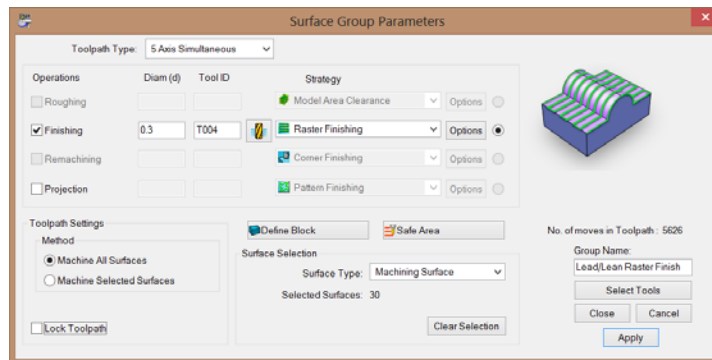 Surface Group Parameters
Toolpath Type: 5 Axis Simultaneous
Operations Diam (d) Tool ID Strategy
Roughing Model Area Clearance Options
Finishing 0.3 T004 Raster Finishing Options
Remachining Corner Finishing Options
Projection Pattern Finishing Options
Toolpath Settings
Method
Machine All Surfaces
Machine Selected Surfaces
Lock Toolpath
Define Block Safe Area
Surface Selection
Surface Type: Machining Surface
Selected Surfaces: 30
Clear Selection
No. of moves in Toolpath : 5626
Group Name:
Lead/Lean Raster Finish
Select Tools
Close Cancel
Apply